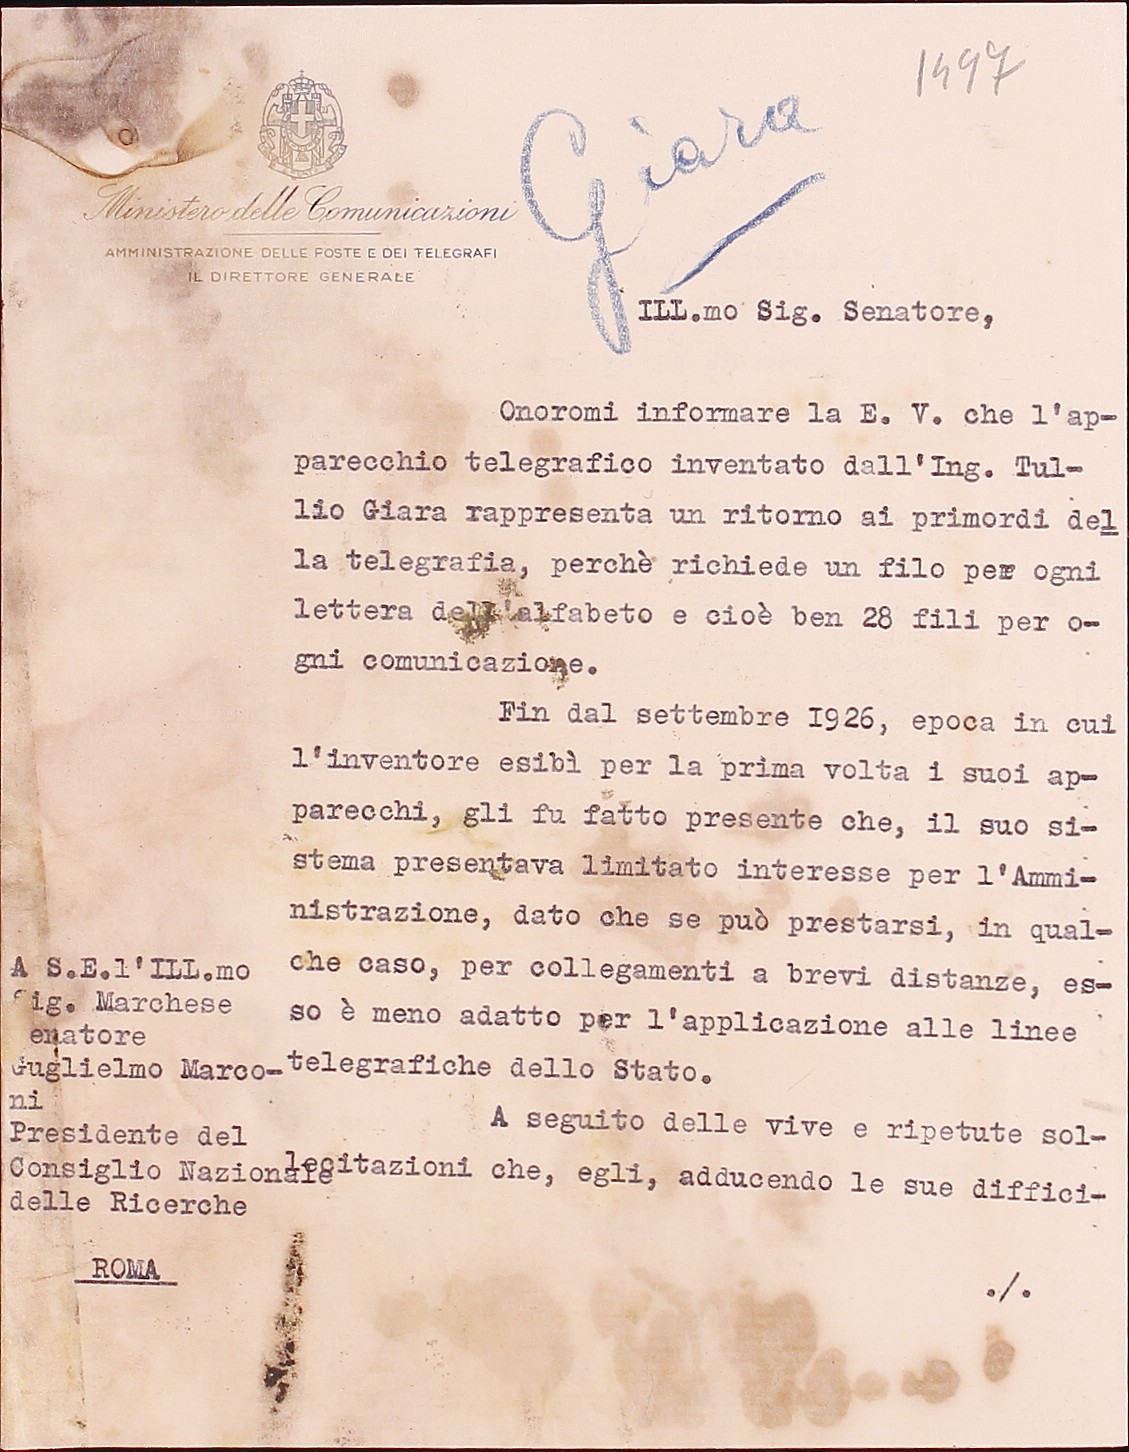 1997
Giara
Ministero delle Comunicazioni
AMMINISTRAZIONE DELLE POSTE E DEI TELEGRAFI
IL DIRETTORE GENERALE
ILL.mo Sig. Senatore,
Onoromi informare la E. V. che l'ap-
parecchio telegrafico inventato dall'Ing. Tul-
lio Giara rappresenta un ritorno ai primordi del
la telegrafia, perchè richiede un filo per ogni
lettera dell'alfabeto e cioè ben 28 fili per o-
gni comunicazione.
Fin dal settembre I926, epoca in cui
l'inventore esibì per la prima volta i suoi ap-
parecchi, gli fu fatto presente che, il suo si-
stema presentava limitato interesse per l'Ammi-
nistrazione, dato che se può prestarsi, in qual-
che caso, per collegamenti a brevi distanze, es-
so è meno adatto per l'applicazione alle linee
telegrafiche dello Stato.
A seguito delle vive e ripetute sol-
lecitazioni che, egli, adducendo le sue diffici-
./.
A S.E.l'ILL.mo
Sig. Marchese
Senatore
Guglielmo Marco-
ni
Presidente del
Consiglio Nazionale
delle Ricerche
ROMA